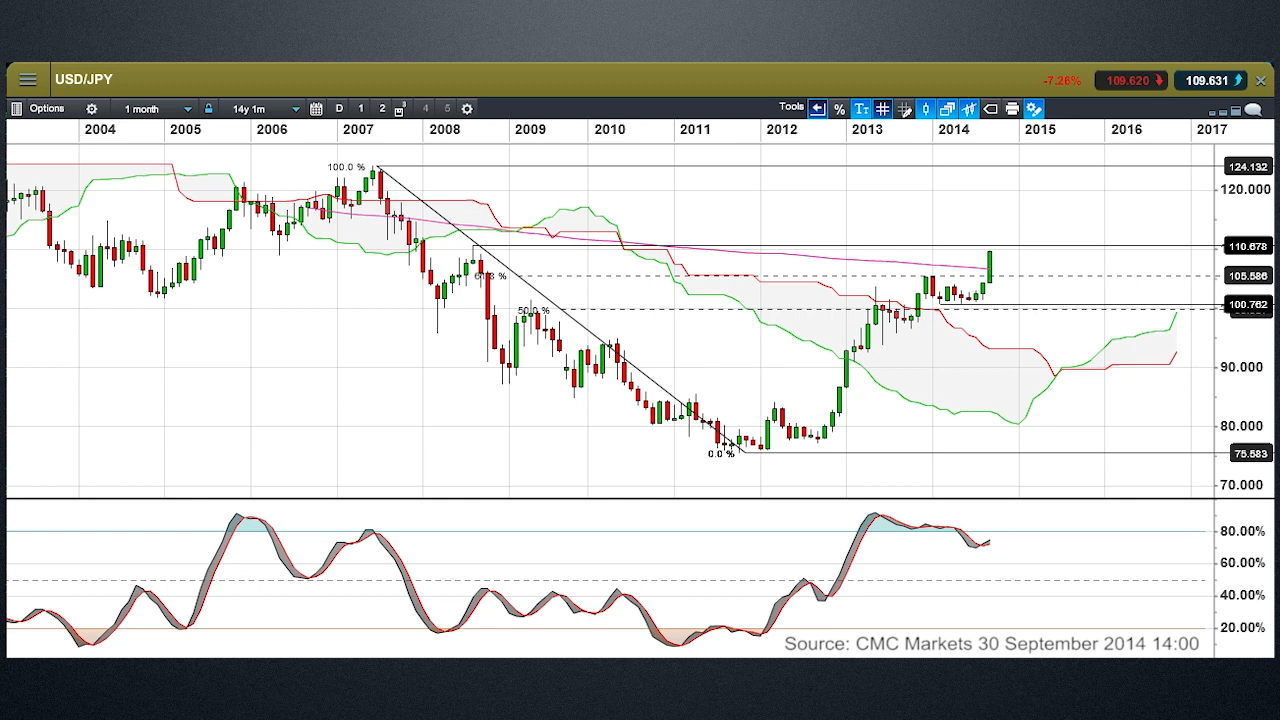 USD/JPY
-7.26% 109.620 109.631
Options 1 month 14y 1m D 1 2 3 4 5 Tools % TT
2004 2005 2006 2007 2008 2009 2010 2011 2012 2013 2014 2015 2016 2017
100.0 % 124.132
120.000
110.678
% 105.586
50.0 % 100.762
90.000
80.000
0.0 % 75.583
70.000
80.00%
60.00%
40.00%
20.00%
Source: CMC Markets 30 September 2014 14:00